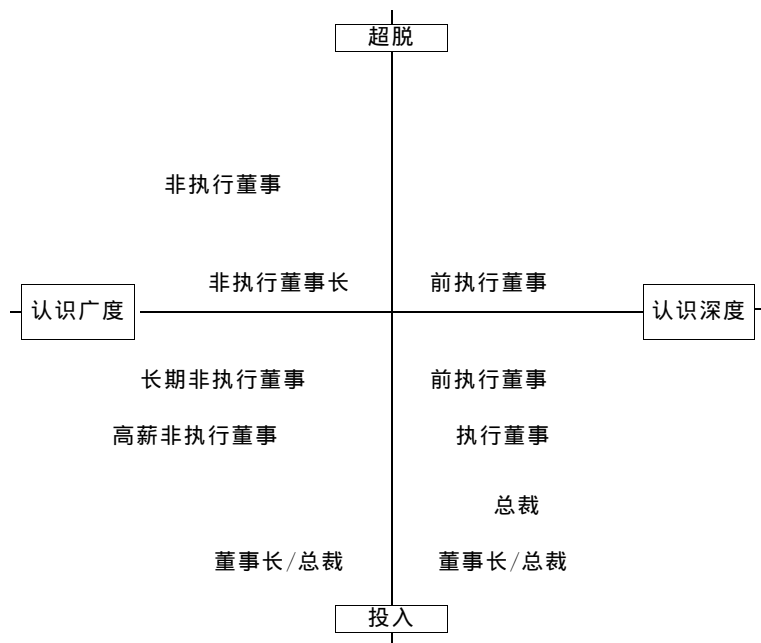 超脱
非执行董事
非执行董事长
前执行董事
认识广度
认识深度
长期非执行董事
前执行董事
高薪非执行董事
执行董事
总裁
董事长/总裁
董事长/总裁
投入